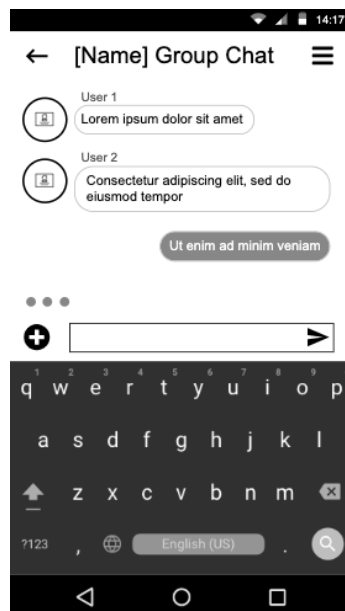 14:17
[Name] Group Chat
User 1
Lorem ipsum dolor sit amet
User 2
Consectetur adipiscing elit, sed do
eiusmod tempor
Ut enim ad minim veniam
1 2 3 4 5 6 7 8 9
q w e r t y u i o p
a s d f g h j k l
z x c v b n m
?123 , English (US) .